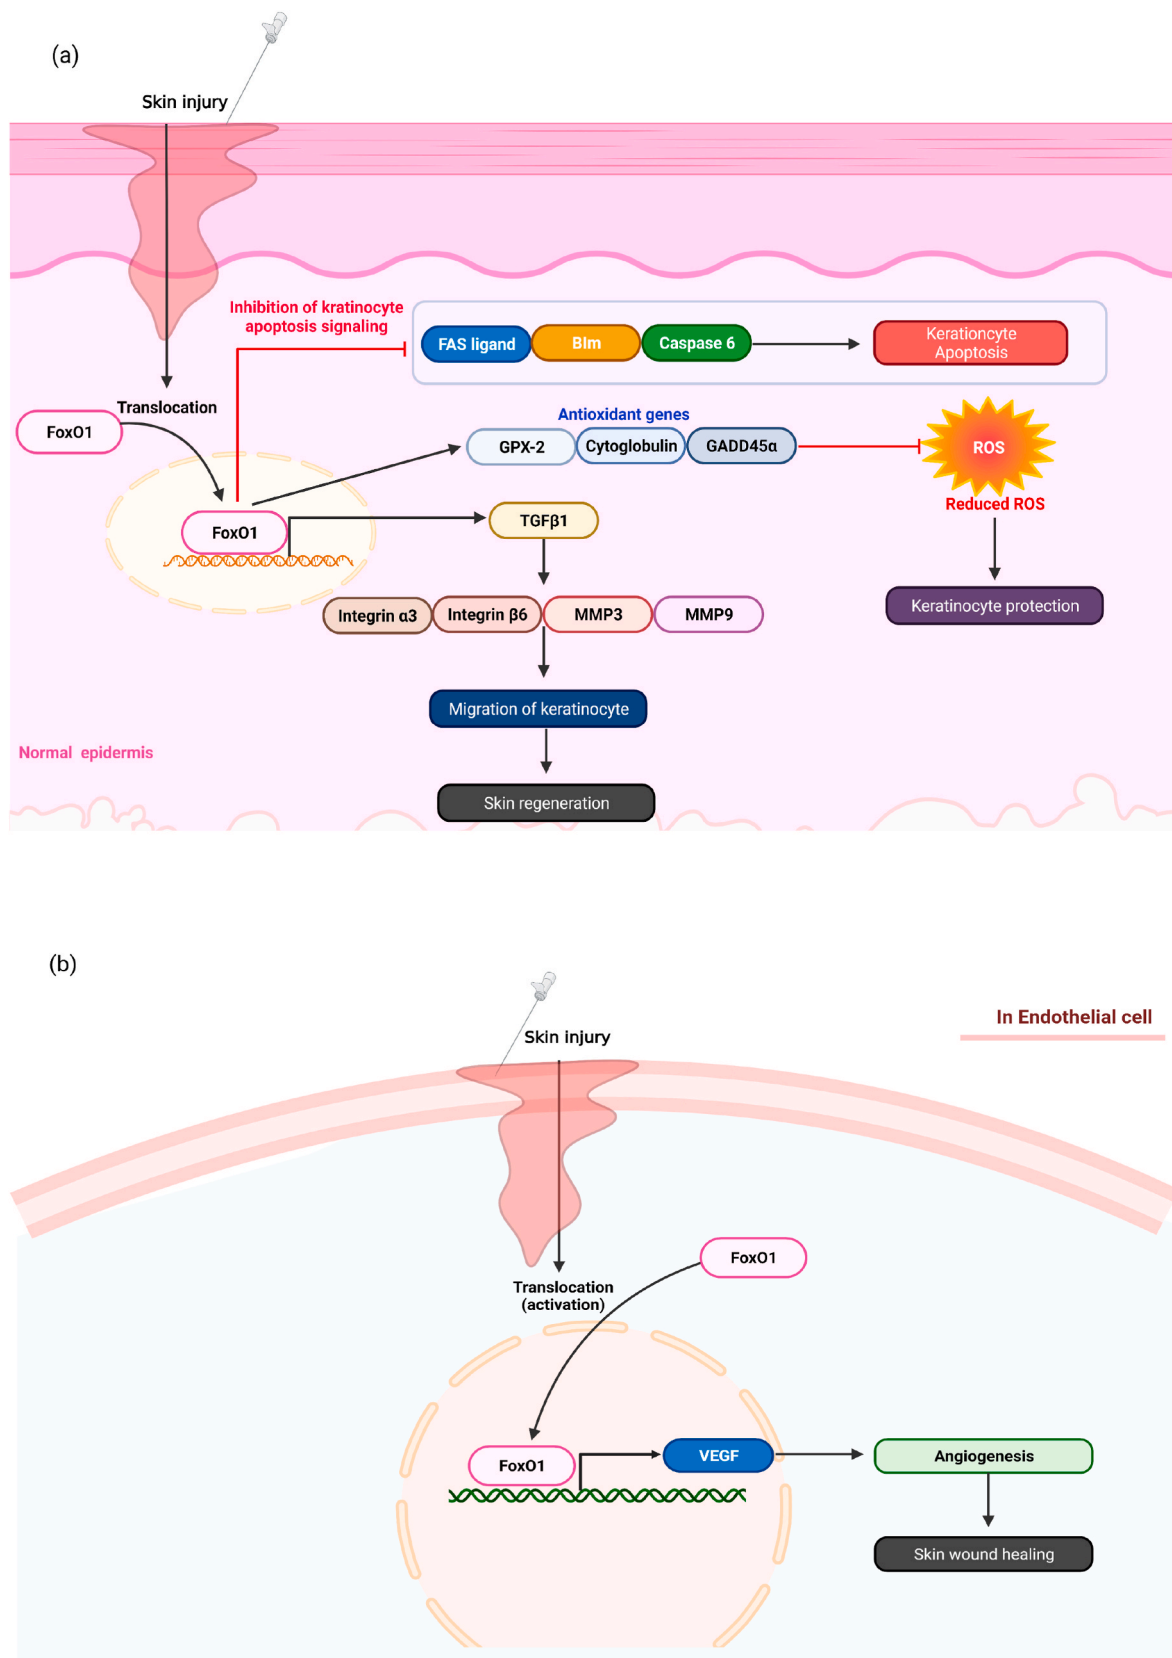 (a)
Skin injury
Inhibition of kratinocyte
apoptosis signaling
FAS ligand
BIm
Caspase 6
Kerationcyte
Apoptosis
Translocation
FoxO1
Antioxidant genes
GPX-2
Cytoglobulin
GADD45α
ROS
Reduced ROS
FoxO1
TGFβ1
Integrin α3
Integrin β6
MMP3
MMP9
Keratinocyte protection
Migration of keratinocyte
Normal epidermis
Skin regeneration
(b)
In Endothelial cell
Skin injury
FoxO1
Translocation
(activation)
FoxO1
VEGF
Angiogenesis
Skin wound healing